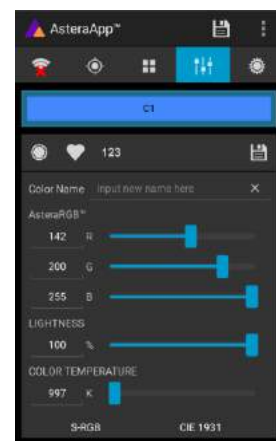 AsteraApp™
C1
123
Color Name Input new name here ×
AsteraRGB™
142 R
200 G
255 B
LIGHTNESS
100 %
COLOR TEMPERATURE
997 K
S-RGB CIE 1931